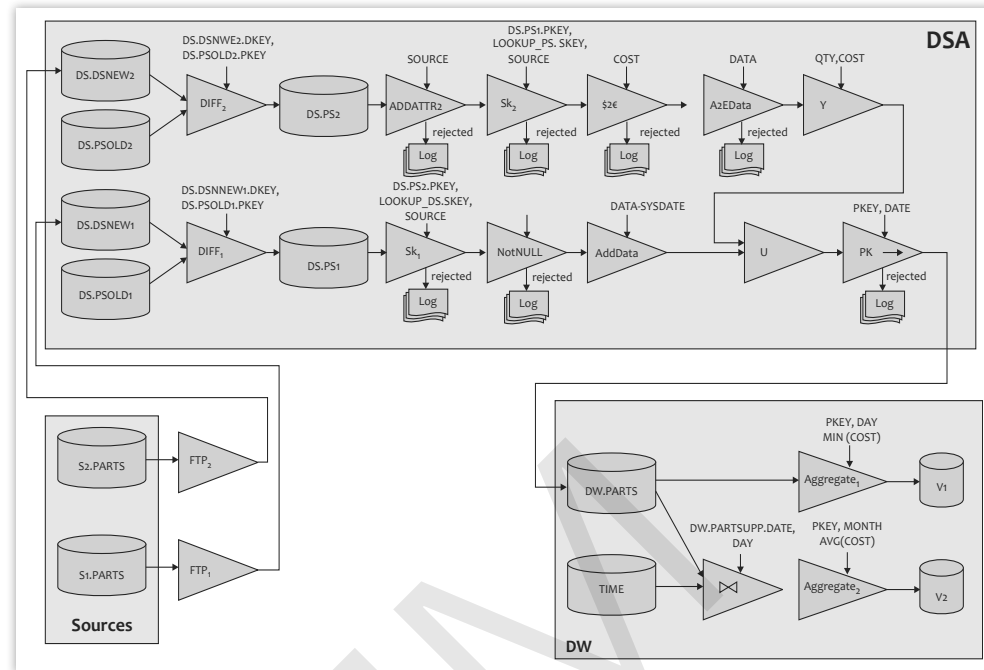 DSA
DS.PS1.PKEY,
LOOKUP_PS. SKEY,
SOURCE
DS.DSNWE2.DKEY,
DS.PSOLD2.PKEY
SOURCE
COST
DATA
QTY,COST
DS.DSNEW2
DS.PSOLD2
DIFF2
DS.PS2
ADDATTR2
Sk2
$2€
A2EData
Y
rejected
rejected
rejected
rejected
Log
Log
Log
Log
DS.DSNNEW1.DKEY,
DS.PSOLD1.PKEY
DS.PS2.PKEY,
LOOKUP_DS.SKEY,
SOURCE
DATA-SYSDATE
PKEY, DATE
DS.DSNEW1
DS.PSOLD1
DIFF1
DS.PS1
Sk1
NotNULL
AddData
U
PK
rejected
rejected
rejected
Log
Log
Log
S2.PARTS
FTP2
S1.PARTS
FTP1
Sources
PKEY, DAY
MIN (COST)
DW.PARTS
Aggregate1
V1
DW.PARTSUPP.DATE,
DAY
PKEY, MONTH
AVG(COST)
TIME
Aggregate2
V2
DW